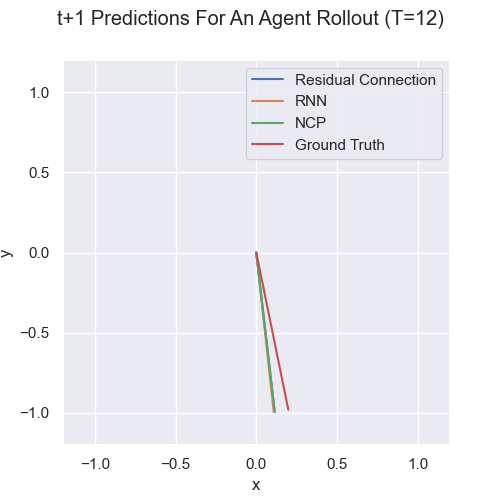 t+1 Predictions For An Agent Rollout (T=12)
Residual Connection
RNN
NCP
Ground Truth
1.0
0.5
0.0
−0.5
−1.0
y
−1.0 −0.5 0.0 0.5 1.0
x